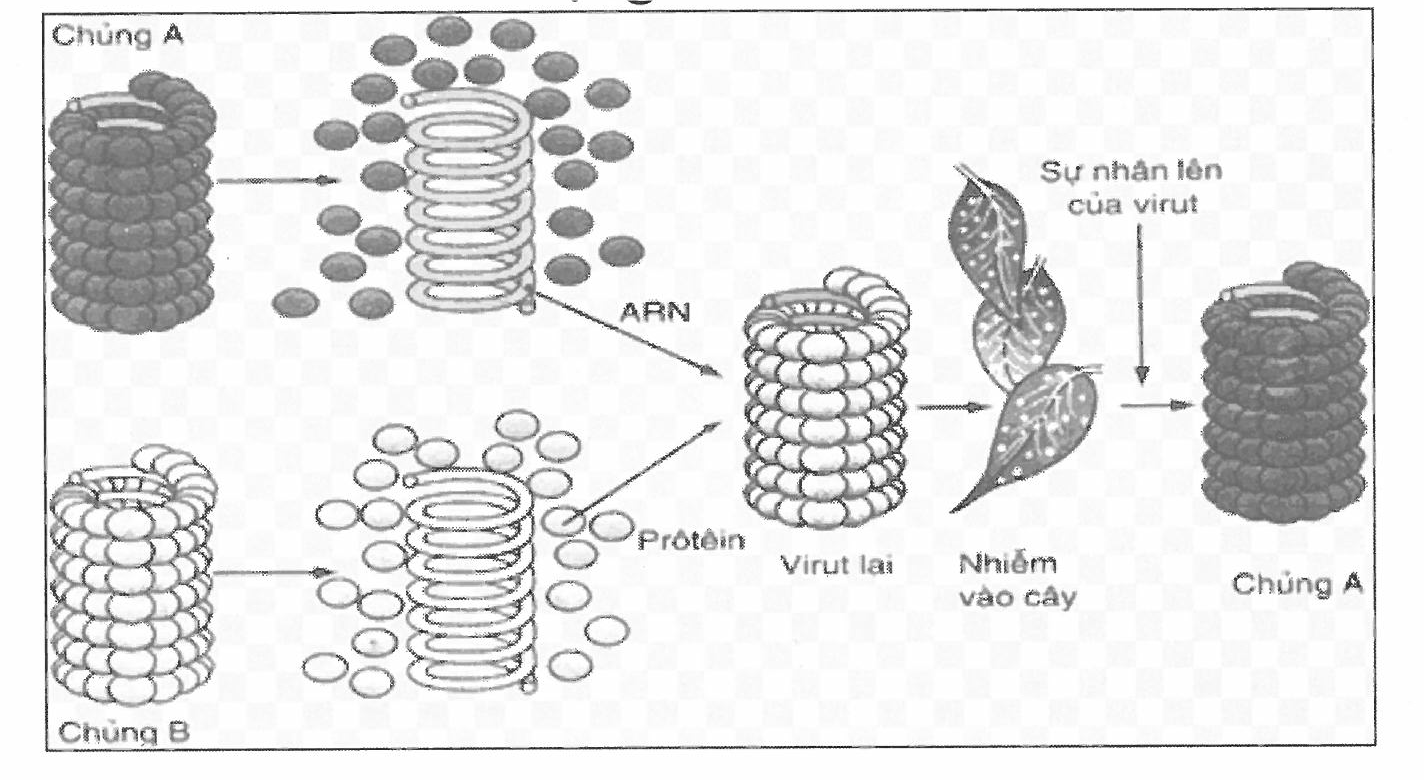 Chủng A
Sự nhân lên
của virut
ARN
Prôtêin
Virut lai
Nhiễm
vào cây
Chủng A
Chủng B